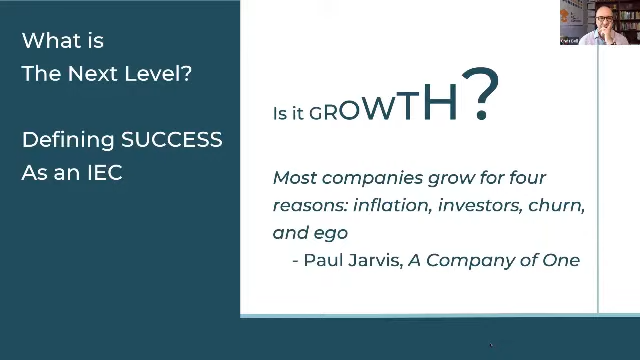 What is
The Next Level?
Defining SUCCESS
As an IEC
Is it GROWTH?
Most companies grow for four
reasons: inflation, investors, churn,
and ego
- Paul Jarvis, A Company of One